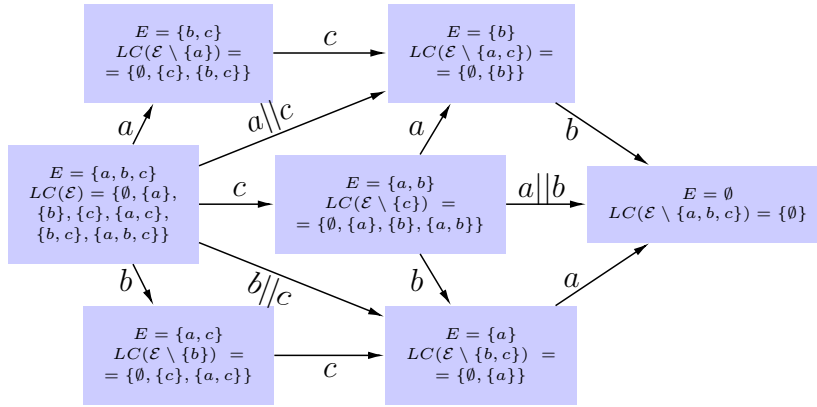 E = {b, c}
LC(ℰ \ {a}) =
= {∅, {c}, {b, c}}
c
E = {b}
LC(ℰ \ {a, c}) =
= {∅, {b}}
a
a||c
a
b
E = {a, b, c}
LC(ℰ) = {∅, {a},
{b}, {c}, {a, c},
{b, c}, {a, b, c}}
c
E = {a, b}
LC(ℰ \ {c}) =
= {∅, {a}, {b}, {a, b}}
a||b
E = ∅
LC(ℰ \ {a, b, c}) = {∅}
b
b||c
b
a
E = {a, c}
LC(ℰ \ {b}) =
= {∅, {c}, {a, c}}
c
E = {a}
LC(ℰ \ {b, c}) =
= {∅, {a}}